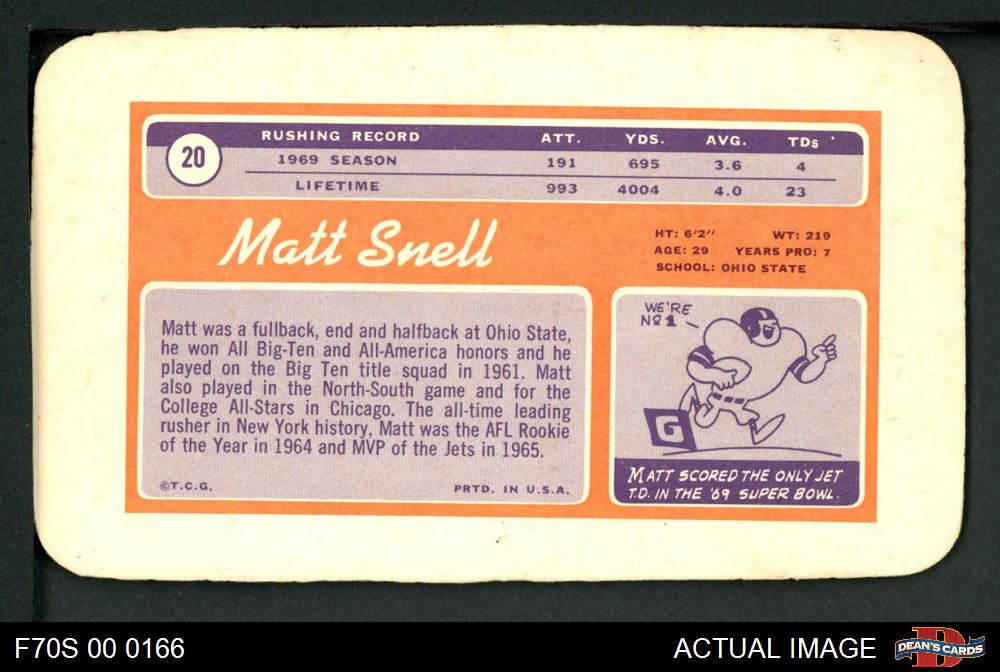 20
RUSHING RECORD ATT. YDS. AVG. TDs
1969 SEASON 191 695 3.6 4
LIFETIME 993 4004 4.0 23
Matt Snell
HT: 6'2" WT: 219
AGE: 29 YEARS PRO: 7
SCHOOL: OHIO STATE
Matt was a fullback, end and halfback at Ohio State,
he won All Big-Ten and All-America honors and he
played on the Big Ten title squad in 1961. Matt
also played in the North-South game and for the
College All-Stars in Chicago. The all-time leading
rusher in New York history, Matt was the AFL Rookie
of the Year in 1964 and MVP of the Jets in 1965.
©T.C.G. PRTD. IN U.S.A.
WE'RE
Nº 1
G
MATT SCORED THE ONLY JET
T.D. IN THE '69 SUPER BOWL.
F70S 00 0166 ACTUAL IMAGE
D
DEAN'S CARDS